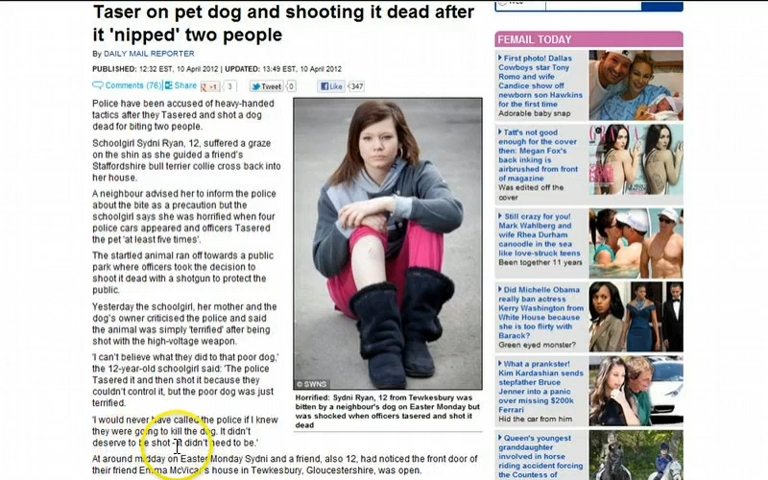 Taser on pet dog and shooting it dead after
it 'nipped' two people
By DAILY MAIL REPORTER
PUBLISHED: 12:32 EST, 10 April 2012 | UPDATED: 13:49 EST, 10 April 2012
Comments (76) Share +1 3 Tweet 0 Like 347
Police have been accused of heavy-handed
tactics after they Tasered and shot a dog
dead for biting two people.
Schoolgirl Sydni Ryan, 12, suffered a graze
on the shin as she guided a friend's
Staffordshire bull terrier collie cross back into
her house.
A neighbour advised her to inform the police
about the bite as a precaution but the
schoolgirl says she was horrified when four
police cars appeared and officers Tasered
the pet 'at least five times'.
The startled animal ran off towards a public
park where officers took the decision to
shoot it dead with a shotgun to protect the
public.
Yesterday the schoolgirl, her mother and the
dog's owner criticised the police and said
the animal was simply 'terrified' after being
shot with the high-voltage weapon.
'I can't believe what they did to that poor dog,'
the 12-year-old schoolgirl said: 'The police
Tasered it and then shot it because they
couldn't control it, but the poor dog was just
terrified.
'I would never have called the police if I knew
they were going to kill the dog. It didn't
deserve to be shot - it didn't need to be.'
At around midday on Easter Monday Sydni and a friend, also 12, had noticed the front door of
their friend Emma McVicar's house in Tewkesbury, Gloucestershire, was open.
© SWNS
Horrified: Sydni Ryan, 12 from Tewkesbury was
bitten by a neighbour's dog on Easter Monday but
was shocked when officers tasered and shot it
dead
FEMAIL TODAY
First photo! Dallas
Cowboys star Tony
Romo and wife
Candice show off
newborn son Hawkins
for the first time
Adorable baby snap
Tatt's not good
enough for the cover
then: Megan Fox's
back inking is
airbrushed from front
of magazine
Was edited off the
cover
Still crazy for you!
Mark Wahlberg and
wife Rhea Durham
canoodle in the sea
like love-struck teens
Been together 11 years
Did Michelle Obama
really ban actress
Kerry Washington from
White House because
she is too flirty with
Barack?
Green eyed monster?
What a prankster!
Kim Kardashian sends
stepfather Bruce
Jenner into a panic
over missing $200k
Ferrari
Hid the car from him
Queen's youngest
granddaughter
involved in horse
riding accident forcing
the Countess of